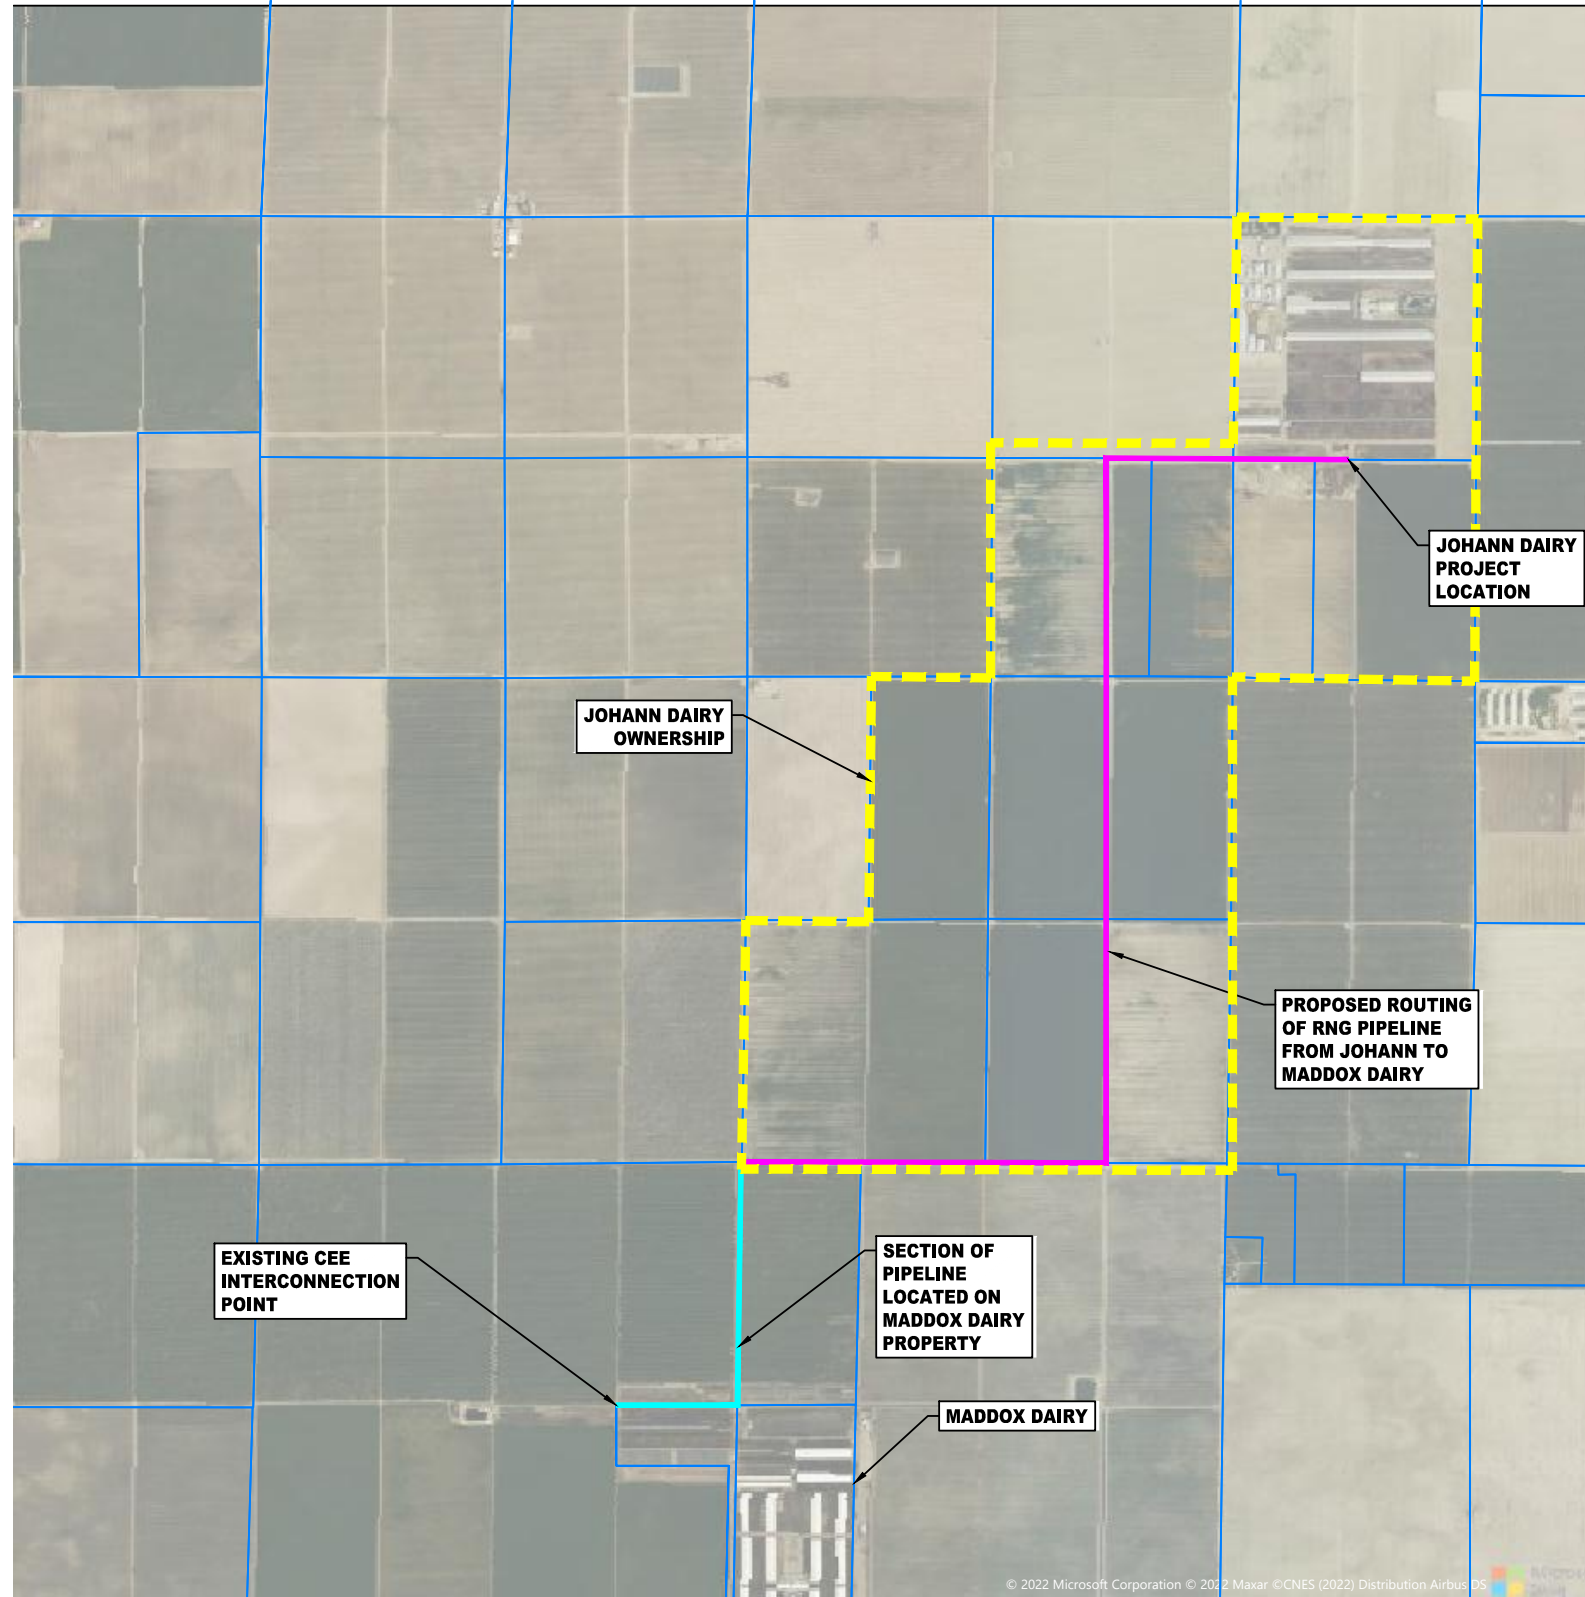 JOHANN DAIRY
PROJECT
LOCATION
JOHANN DAIRY
OWNERSHIP
PROPOSED ROUTING
OF RNG PIPELINE
FROM JOHANN TO
MADDOX DAIRY
EXISTING CEE
INTERCONNECTION
POINT
SECTION OF
PIPELINE
LOCATED ON
MADDOX DAIRY
PROPERTY
MADDOX DAIRY
© 2022 Microsoft Corporation © 2022 Maxar ©CNES (2022) Distribution Airbus DS